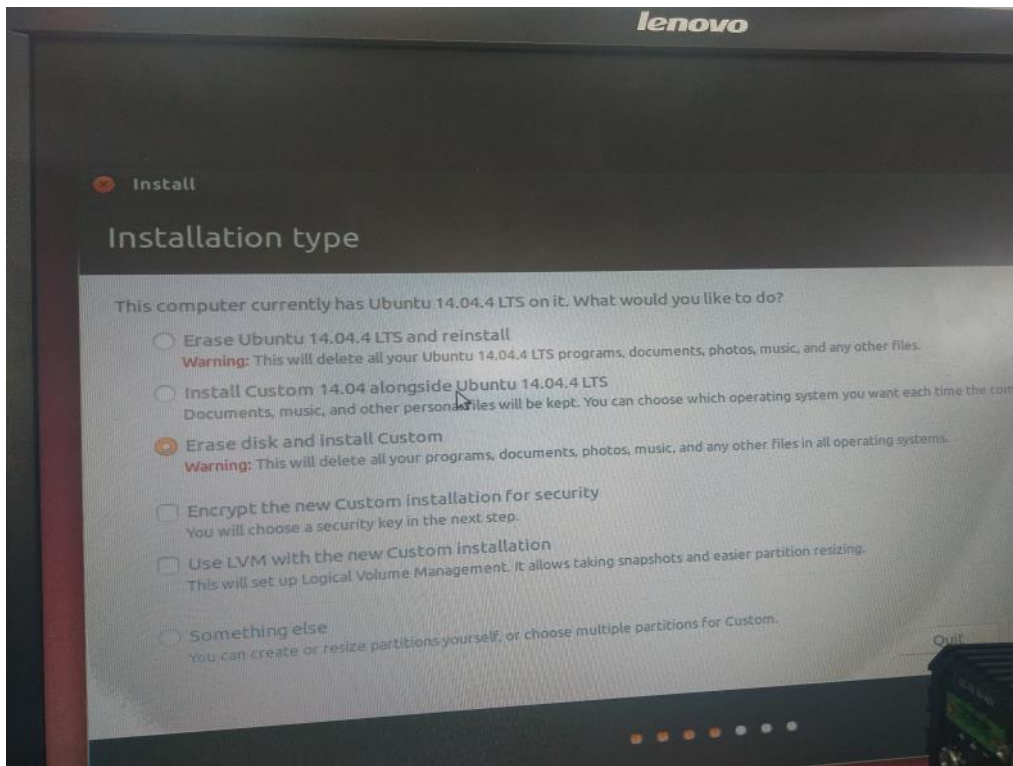 lenovo
Install
Installation type
This computer currently has Ubuntu 14.04.4 LTS on it. What would you like to do?
Erase Ubuntu 14.04.4 LTS and reinstall
Warning: This will delete all your Ubuntu 14.04.4 LTS programs, documents, photos, music, and any other files.
Install Custom 14.04 alongside Ubuntu 14.04.4 LTS
Documents, music, and other personal files will be kept. You can choose which operating system you want each time the com
Erase disk and install Custom
Warning: This will delete all your programs, documents, photos, music, and any other files in all operating systems.
Encrypt the new Custom installation for security
You will choose a security key in the next step.
Use LVM with the new Custom installation
This will set up Logical Volume Management. It allows taking snapshots and easier partition resizing.
Something else
You can create or resize partitions yourself, or choose multiple partitions for Custom.
Quit